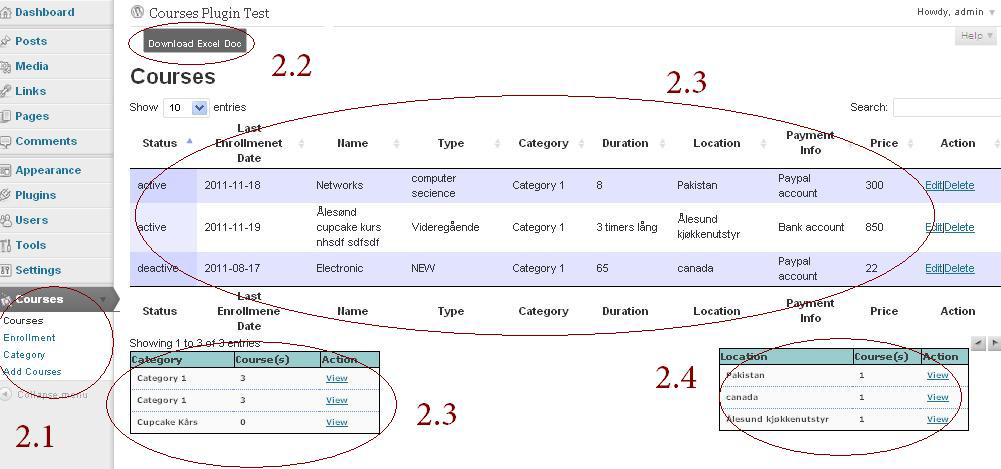 Dashboard
Posts
Media
Links
Pages
Comments
Appearance
Plugins
Users
Tools
Settings
Courses
Courses
Enrollment
Category
Add Courses
Collapse menu
2.1
Courses Plugin Test
Howdy, admin
Help
Download Excel Doc
2.2
Courses
2.3
Show 10 entries
Search:
Status Last Enrollmenet Date Name Type Category Duration Location Payment Info Price Action
active 2011-11-18 Networks computer secience Category 1 8 Pakistan Paypal account 300 Edit|Delete
active 2011-11-19 Ålesønd cupcake kurs nhsdf sdfsdf Videregående Category 1 3 timers lång Ålesund kjøkkenutstyr Bank account 850 Edit|Delete
deactive 2011-08-17 Electronic NEW Category 1 65 canada Paypal account 22 Edit|Delete
Status Last Enrollmene Date Name Type Category Duration Location Payment Info Price Action
Showing 1 to 3 of 3 entries
Category Course(s) Action
Category 1 3 View
Category 1 3 View
Cupcake Kårs 0 View
2.3
2.4
Location Course(s) Action
Pakistan 1 View
canada 1 View
Ålesund kjøkkenutstyr 1 View